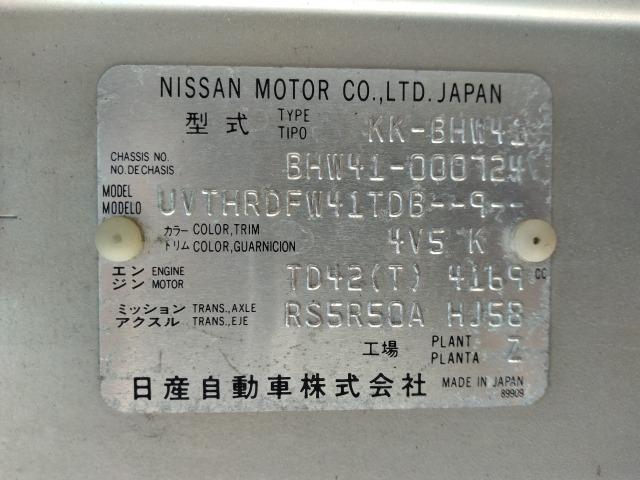 NISSAN MOTOR CO.,LTD. JAPAN
型式 TYPE TIPO KK-BHW41
CHASSIS NO. NO. DE CHASIS BHW41-000724
MODEL MODELO UVTHRDFW41TDB--9--
カラー COLOR,TRIM
トリム COLOR,GUARNICION 4V5 K
エンジン ENGINE MOTOR TD42(T) 4169 CC
ミッション TRANS.,AXLE
アクスル TRANS.,EJE RS5R50A HJ58
工場 PLANT PLANTA Z
日産自動車株式会社 MADE IN JAPAN
89909